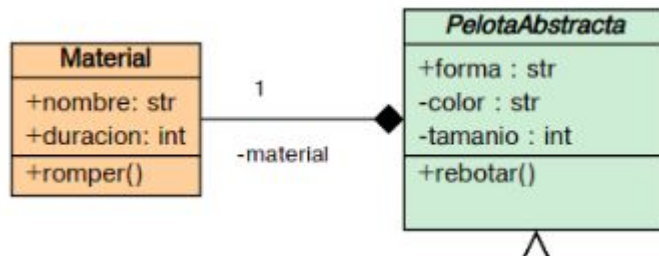 Material
+nombre: str
+duracion: int
+romper()
1
-material
PelotaAbstracta
+forma : str
-color : str
-tamanio : int
+rebotar()